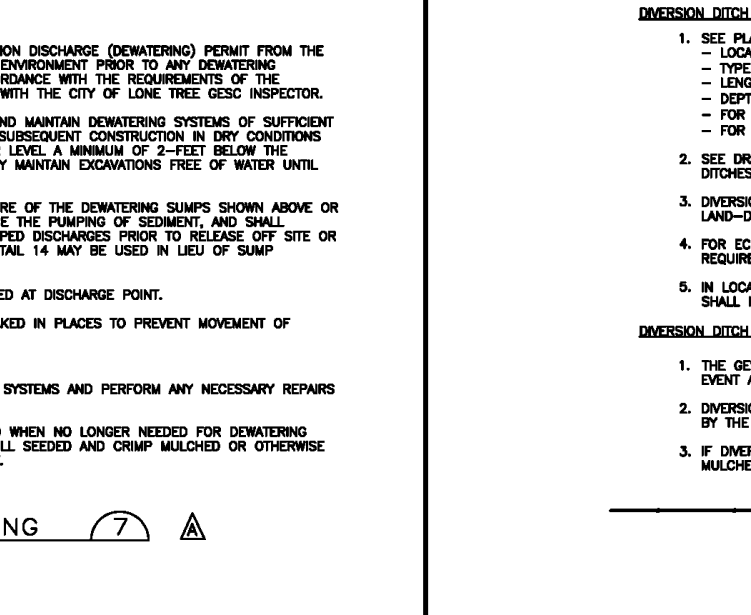 ION DISCHARGE (DEWATERING) PERMIT FROM THE
ENVIRONMENT PRIOR TO ANY DEWATERING
RDANCE WITH THE REQUIREMENTS OF THE
WITH THE CITY OF LONE TREE GESC INSPECTOR.
ND MAINTAIN DEWATERING SYSTEMS OF SUFFICIENT
SUBSEQUENT CONSTRUCTION IN DRY CONDITIONS
LEVEL A MINIMUM OF 2-FEET BELOW THE
Y MAINTAIN EXCAVATIONS FREE OF WATER UNTIL
RE OF THE DEWATERING SUMPS SHOWN ABOVE OR
E THE PUMPING OF SEDIMENT, AND SHALL
PED DISCHARGES PRIOR TO RELEASE OFF SITE OR
TAIL 14 MAY BE USED IN LIEU OF SUMP
ED AT DISCHARGE POINT.
KED IN PLACES TO PREVENT MOVEMENT OF
SYSTEMS AND PERFORM ANY NECESSARY REPAIRS
WHEN NO LONGER NEEDED FOR DEWATERING
LL SEEDED AND CRIMP MULCHED OR OTHERWISE
NG 7 A
DIVERSION DITCH
1. SEE PLA
– LOCA
– TYPE
– LENG
– DEPT
– FOR
– FOR
2. SEE DR
DITCHES
3. DIVERSIO
LAND-D
4. FOR EC
REQUIRE
5. IN LOCA
SHALL
DIVERSION DITCH
1. THE GE
EVENT A
2. DIVERSIO
BY THE
3. IF DIVER
MULCHE